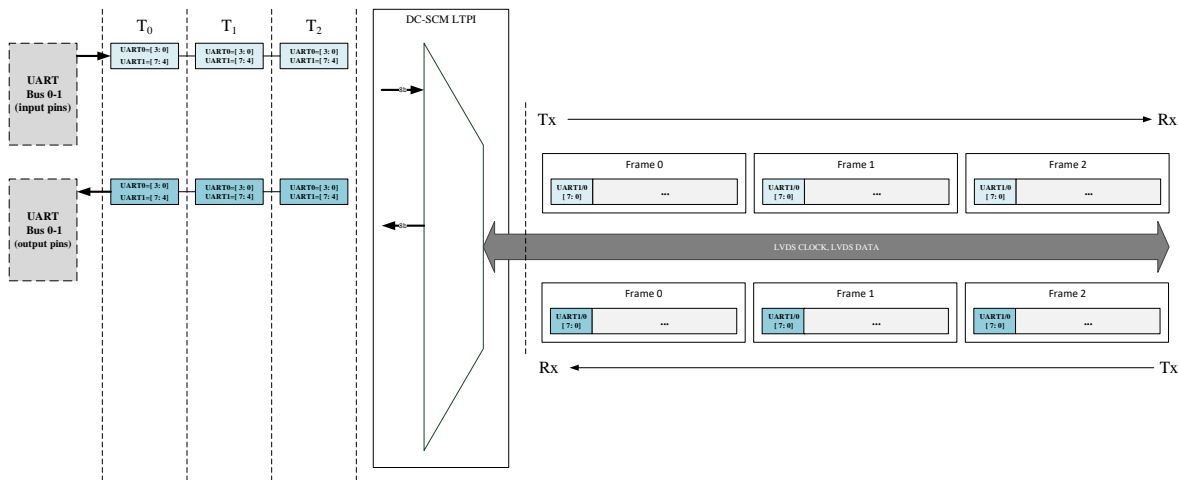 DC-SCM LTPI
T0 T1 T2
UART
Bus 0-1
(input pins)
UART0=[ 3: 0]
UART1=[ 7: 4]
UART0=[ 3: 0]
UART1=[ 7: 4]
UART0=[ 3: 0]
UART1=[ 7: 4]
8b
Tx Rx
Frame 0
UART1/0
[ 7: 0]
...
Frame 1
UART1/0
[ 7: 0]
...
Frame 2
UART1/0
[ 7: 0]
...
UART
Bus 0-1
(output pins)
UART0=[ 3: 0]
UART1=[ 7: 4]
UART0=[ 3: 0]
UART1=[ 7: 4]
UART0=[ 3: 0]
UART1=[ 7: 4]
8b
LVDS CLOCK, LVDS DATA
Frame 0
UART1/0
[ 7: 0]
...
Frame 1
UART1/0
[ 7: 0]
...
Frame 2
UART1/0
[ 7: 0]
...
Rx Tx